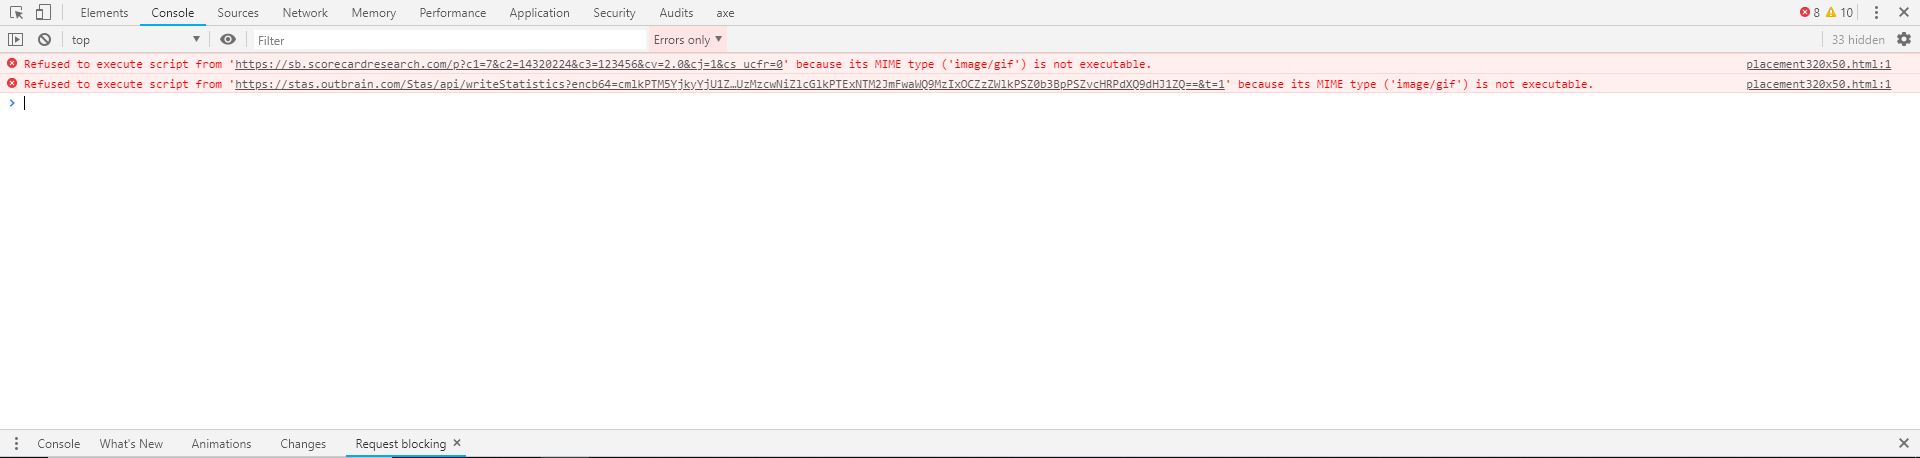 Elements Console Sources Network Memory Performance Application Security Audits axe 8 10
top Filter Errors only 33 hidden
Refused to execute script from 'https://sb.scorecardresearch.com/p?c1=7&c2=14320224&c3=123456&cv=2.0&cj=1&cs_ucfr=0' because its MIME type ('image/gif') is not executable. placement320x50.html:1
Refused to execute script from 'https://stas.outbrain.com/Stas/api/writeStatistics?encb64=cmlkPTM5YjkyYjU1Z…UzMzcwNiZlcGlkPTExNTM2JmFwaWQ9MzIxOCZzZWlkPSZ0b3BpPSZvcHRPdXQ9dHJ1ZQ==&t=1' because its MIME type ('image/gif') is not executable. placement320x50.html:1
Console What's New Animations Changes Request blocking